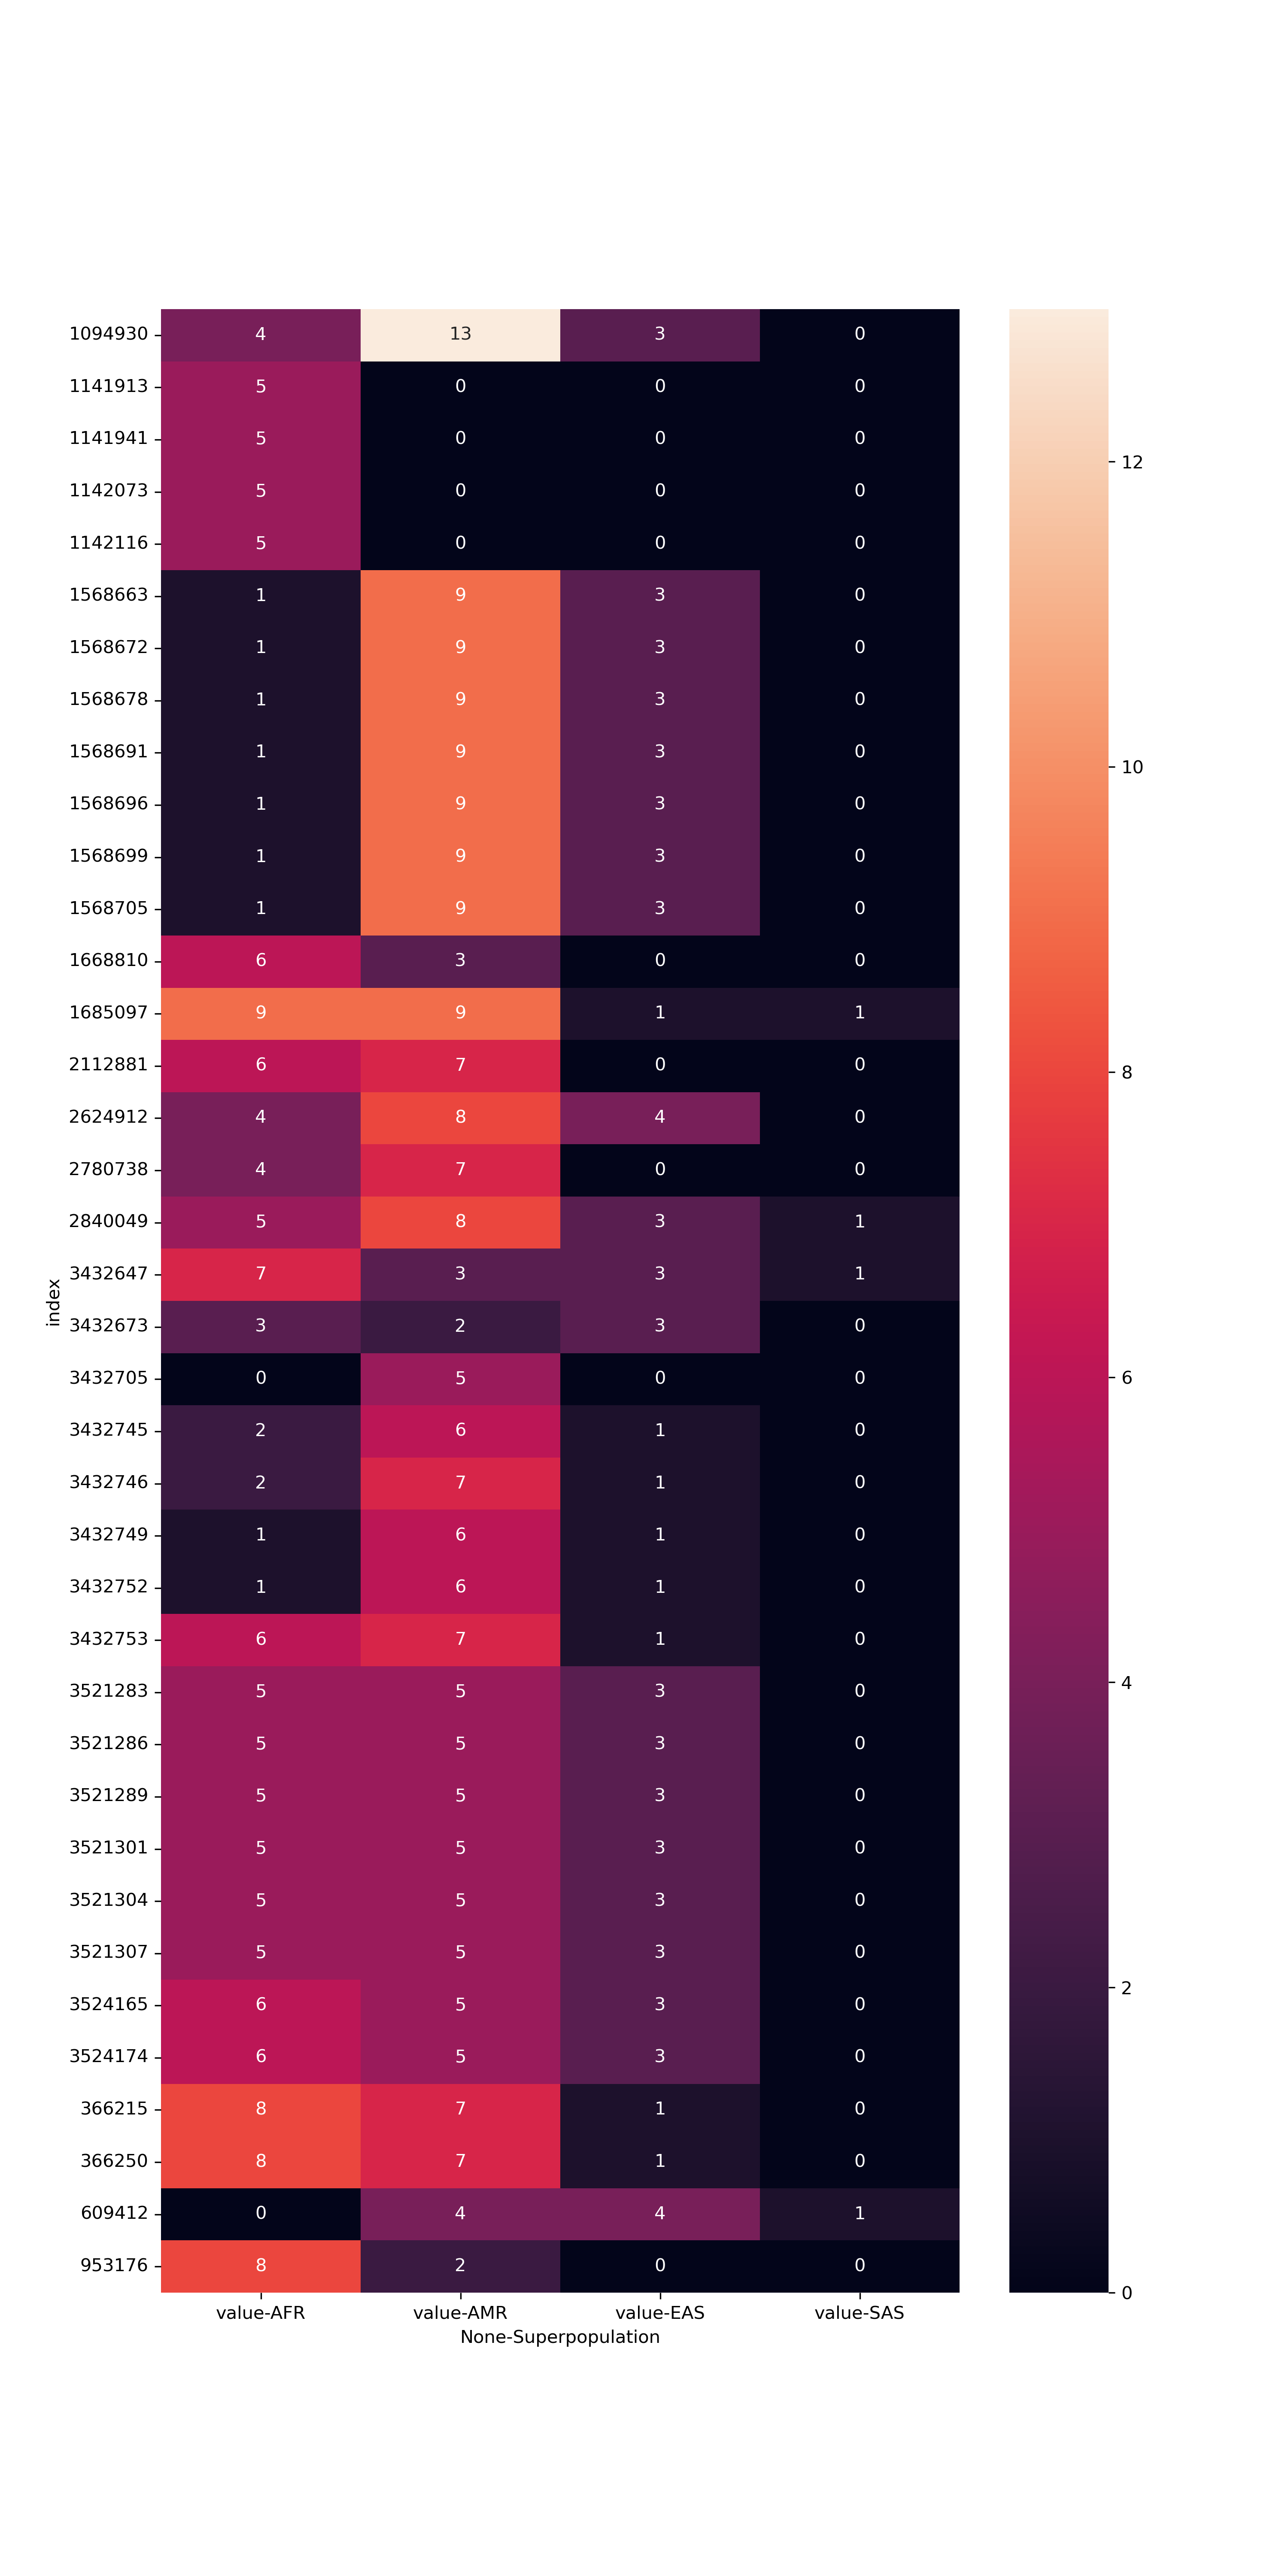 1094930 4 13 3 0
1141913 5 0 0 0
1141941 5 0 0 0
1142073 5 0 0 0
1142116 5 0 0 0
1568663 1 9 3 0
1568672 1 9 3 0
1568678 1 9 3 0
1568691 1 9 3 0
1568696 1 9 3 0
1568699 1 9 3 0
1568705 1 9 3 0
1668810 6 3 0 0
1685097 9 9 1 1
2112881 6 7 0 0
2624912 4 8 4 0
2780738 4 7 0 0
2840049 5 8 3 1
3432647 7 3 3 1
3432673 3 2 3 0
3432705 0 5 0 0
3432745 2 6 1 0
3432746 2 7 1 0
3432749 1 6 1 0
3432752 1 6 1 0
3432753 6 7 1 0
3521283 5 5 3 0
3521286 5 5 3 0
3521289 5 5 3 0
3521301 5 5 3 0
3521304 5 5 3 0
3521307 5 5 3 0
3524165 6 5 3 0
3524174 6 5 3 0
366215 8 7 1 0
366250 8 7 1 0
609412 0 4 4 1
953176 8 2 0 0
value-AFR value-AMR value-EAS value-SAS
None-Superpopulation
index
12
10
8
6
4
2
0